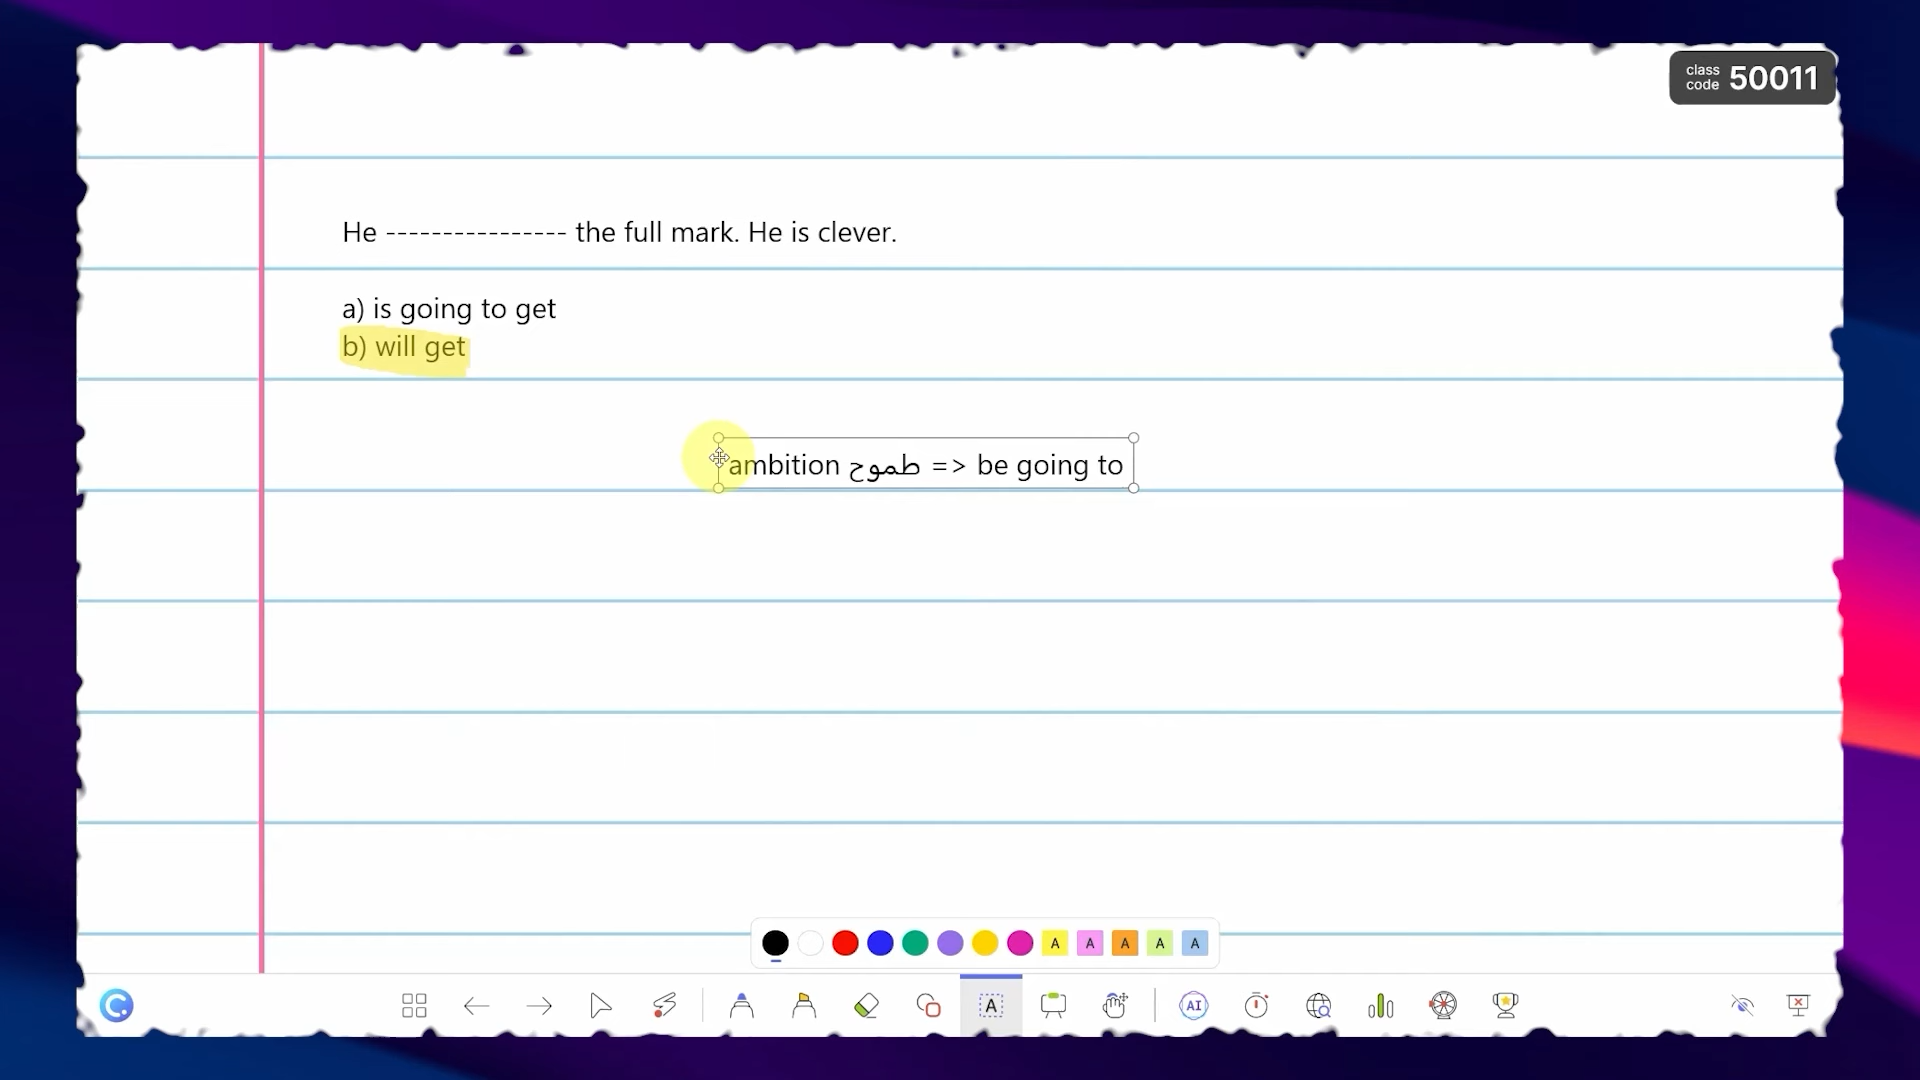 class code 50011
He ---------------- the full mark. He is clever.
a) is going to get
b) will get
ambition طموح => be going to
A A A A A
A AI